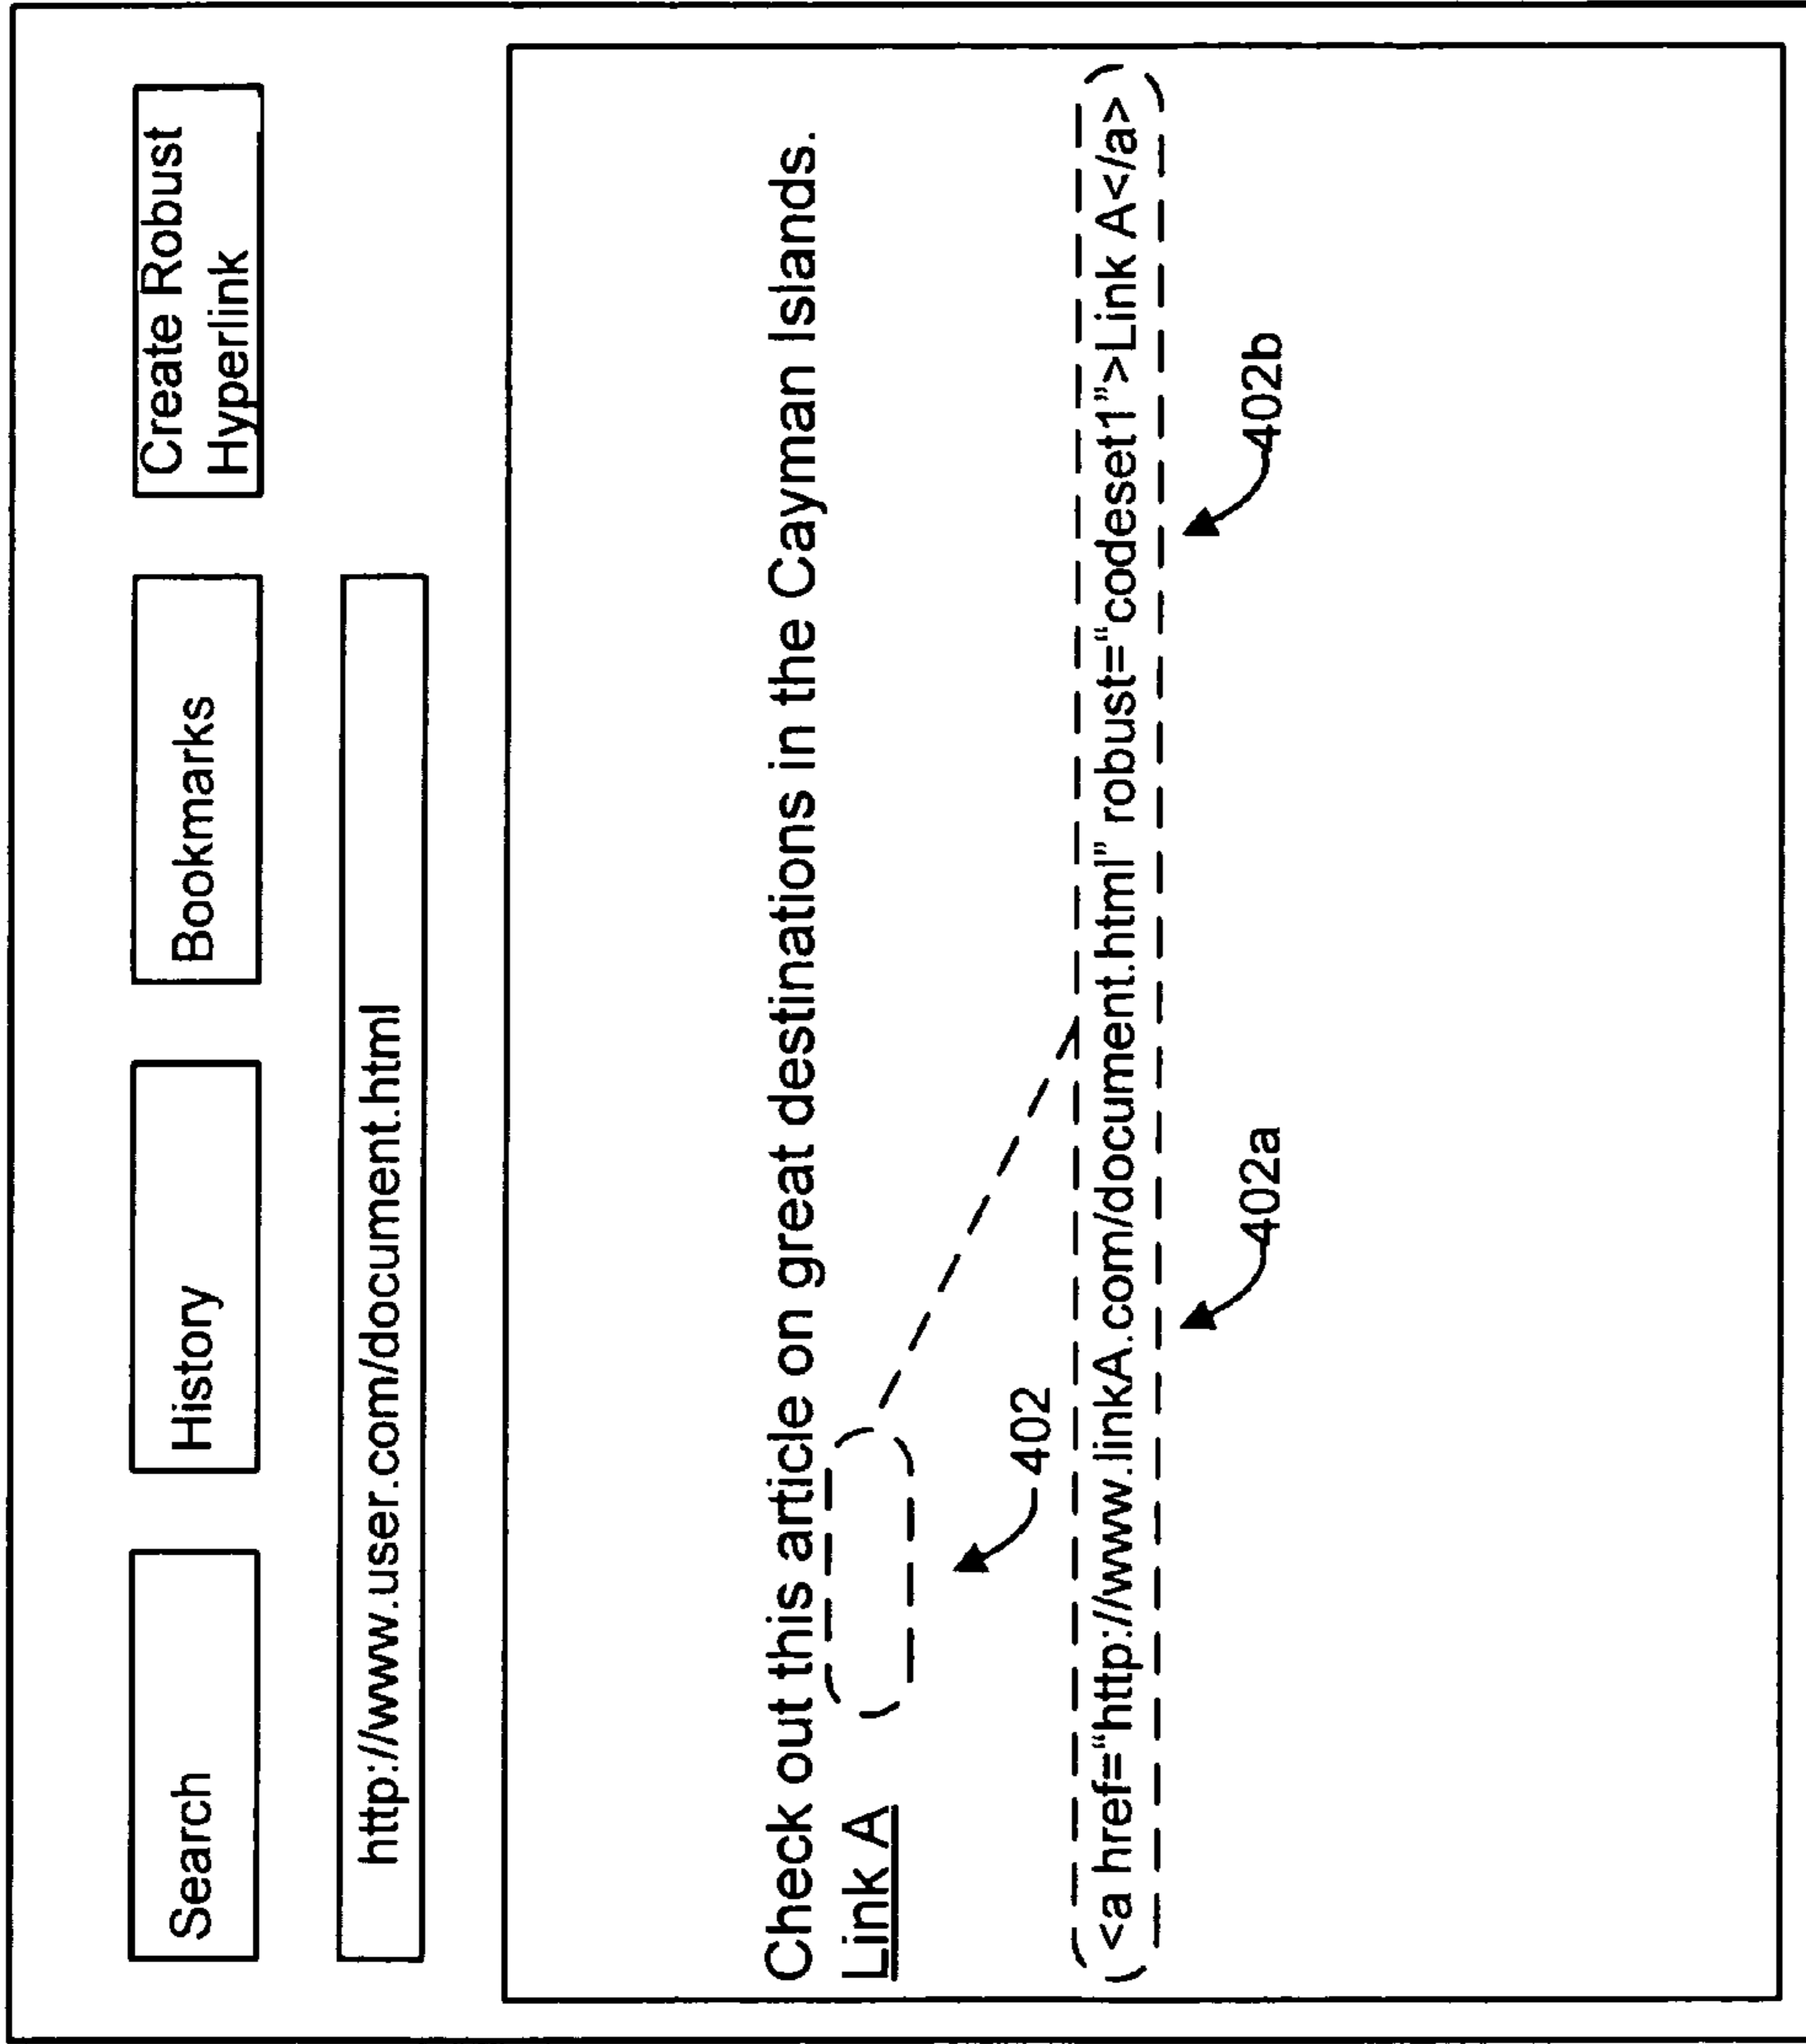 Search
History
Bookmarks
Create Robust
Hyperlink
http://www.user.com/document.html
Check out this article on great destinations in the Cayman Islands.
Link A
402
<a href=“http://www.linkA.com/document.html” robust=“codeset1”>Link A</a>
402a
402b